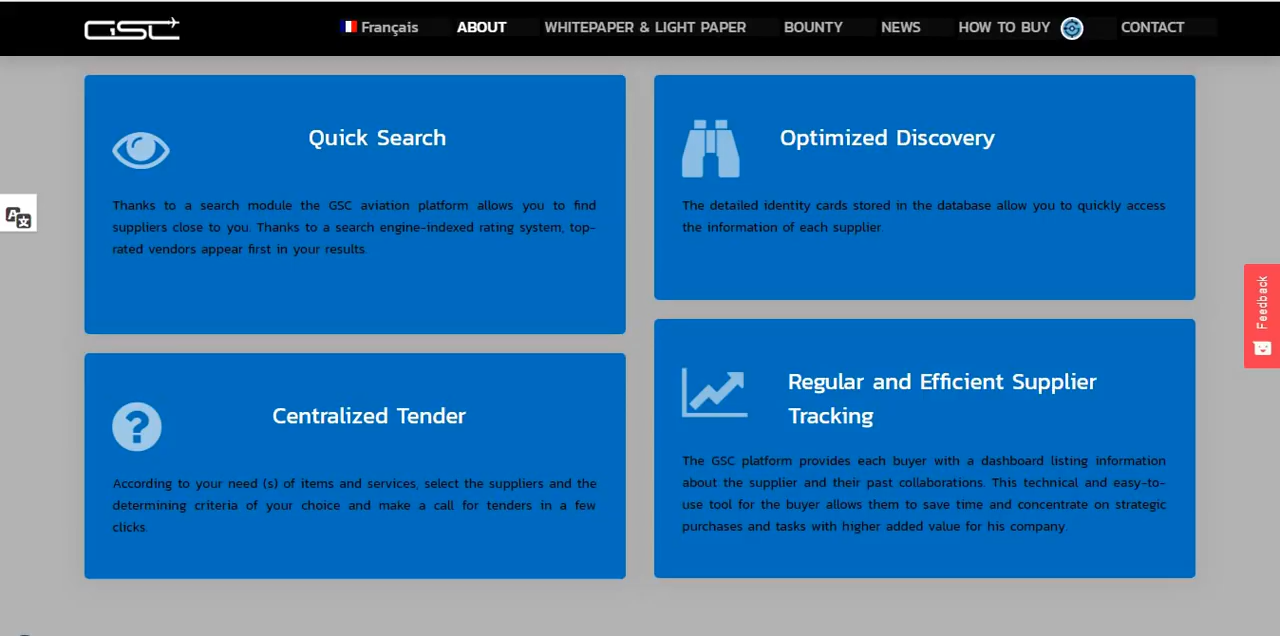 GSC
Français ABOUT WHITEPAPER & LIGHT PAPER BOUNTY NEWS HOW TO BUY CONTACT
Quick Search
Thanks to a search module the GSC aviation platform allows you to find
suppliers close to you. Thanks to a search engine-indexed rating system, top-
rated vendors appear first in your results.
Optimized Discovery
The detailed identity cards stored in the database allow you to quickly access
the information of each supplier.
Centralized Tender
According to your need (s) of items and services, select the suppliers and the
determining criteria of your choice and make a call for tenders in a few
clicks.
Regular and Efficient Supplier
Tracking
The GSC platform provides each buyer with a dashboard listing information
about the supplier and their past collaborations. This technical and easy-to-
use tool for the buyer allows them to save time and concentrate on strategic
purchases and tasks with higher added value for his company.
Feedback